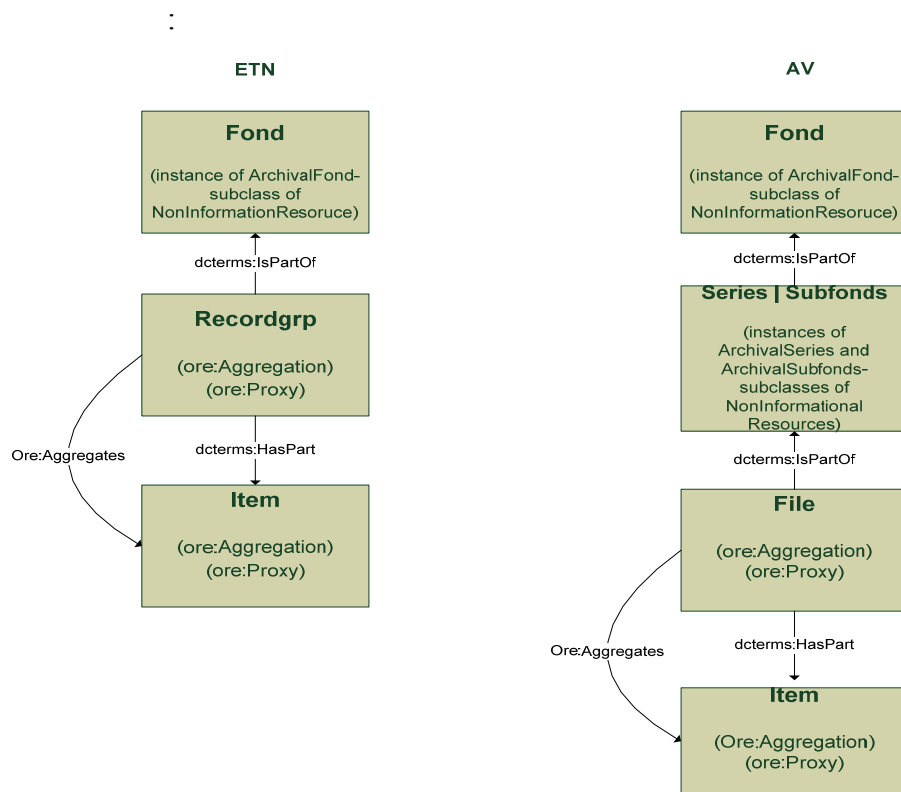 :
ETN
Fond
(instance of ArchivalFond-
subclass of
NonInformationResoruce)
dcterms:IsPartOf
Recordgrp
(ore:Aggregation)
(ore:Proxy)
Ore:Aggregates
dcterms:HasPart
Item
(ore:Aggregation)
(ore:Proxy)
AV
Fond
(instance of ArchivalFond-
subclass of
NonInformationResoruce)
dcterms:IsPartOf
Series | Subfonds
(instances of
ArchivalSeries and
ArchivalSubfonds-
subclasses of
NonInformational
Resources)
dcterms:IsPartOf
File
(ore:Aggregation)
(ore:Proxy)
Ore:Aggregates
dcterms:HasPart
Item
(Ore:Aggregation)
(ore:Proxy)